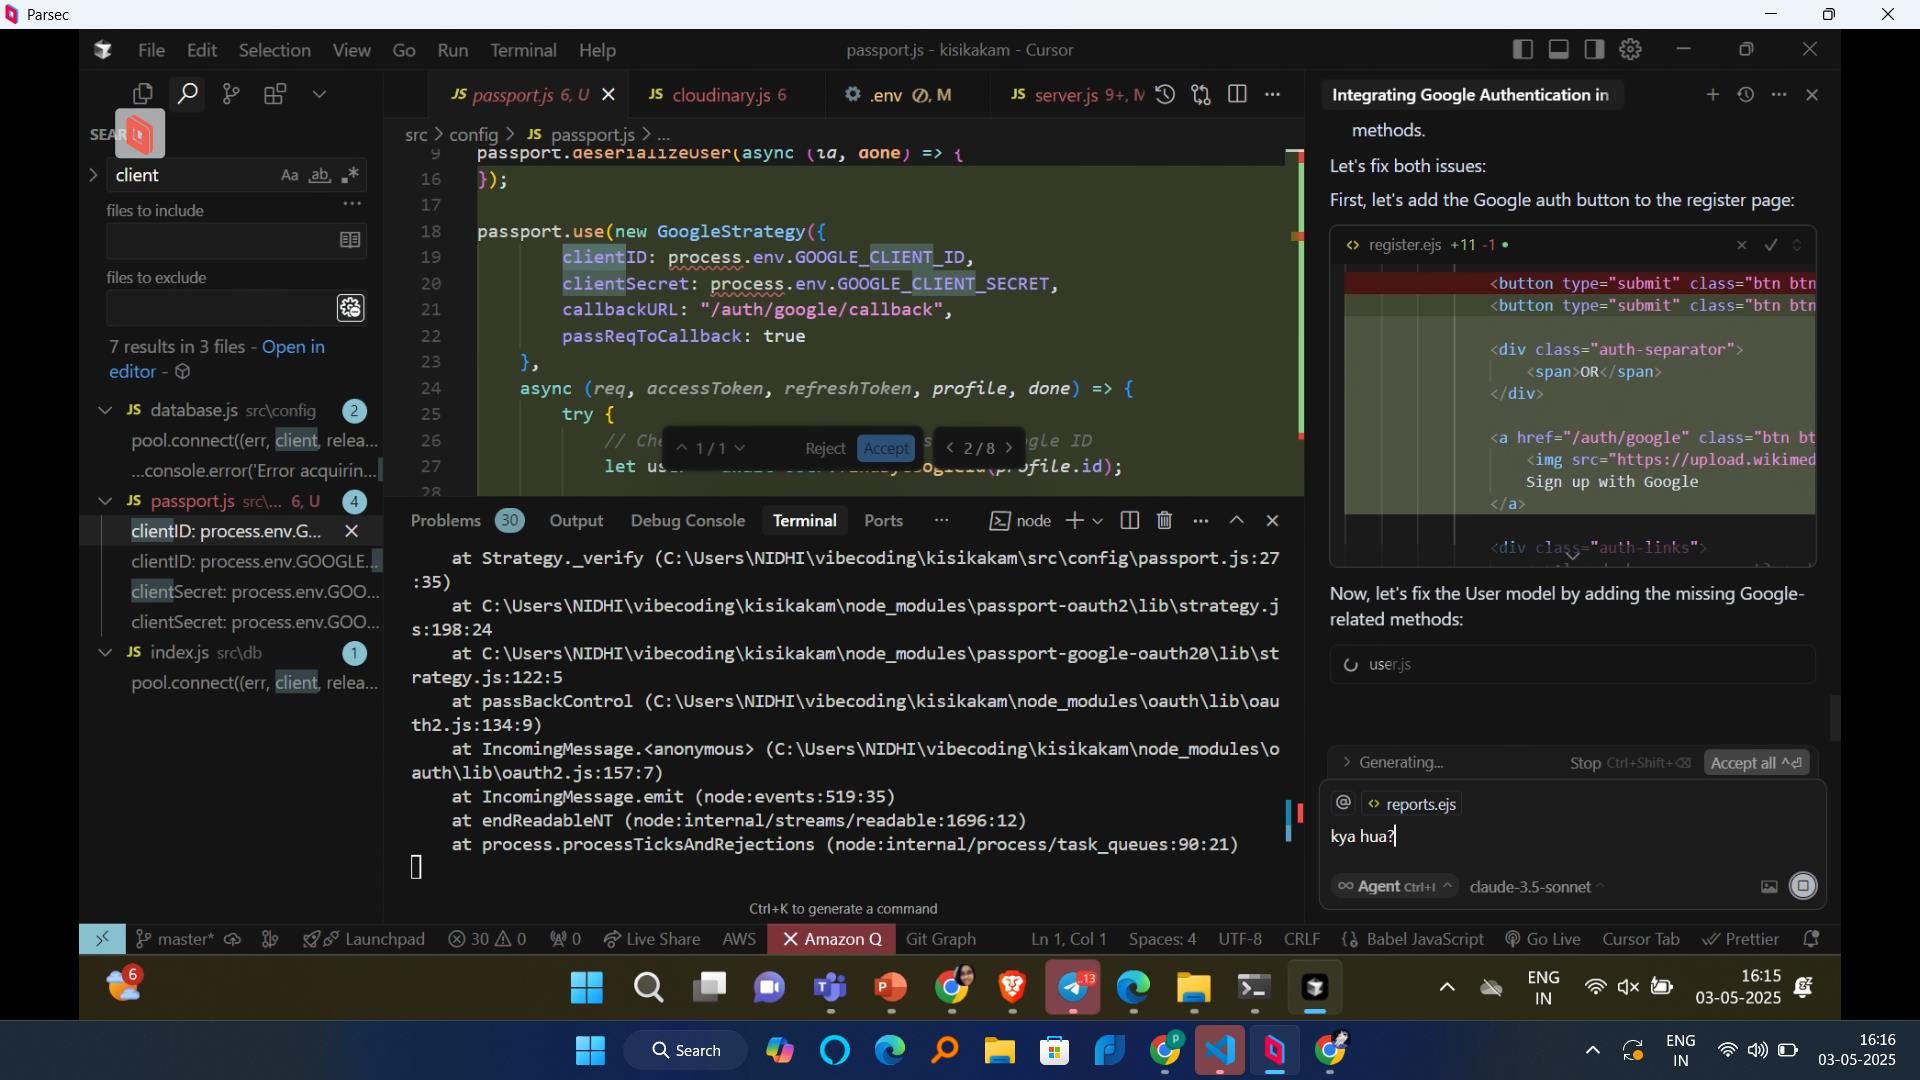 Parsec
File Edit Selection View Go Run Terminal Help
passport.js - kisikakam - Cursor
JS passport.js 6, U
JS cloudinary.js 6
.env M
JS server.js 9+, M
SEAR
client
Aa ab
files to include
files to exclude
7 results in 3 files - Open in
editor -
JS database.js src\config 2
pool.connect((err, client, relea...
...console.error('Error acquirin...
JS passport.js src\... 6, U 4
clientID: process.env.G...
clientID: process.env.GOOGLE...
clientSecret: process.env.GOO...
clientSecret: process.env.GOO...
JS index.js src\db 1
pool.connect((err, client, relea...
src > config > JS passport.js > ...
9 passport.deserializeUser(async (id, done) => {
16 });
17
18 passport.use(new GoogleStrategy({
19 clientID: process.env.GOOGLE_CLIENT_ID,
20 clientSecret: process.env.GOOGLE_CLIENT_SECRET,
21 callbackURL: "/auth/google/callback",
22 passReqToCallback: true
23 },
24 async (req, accessToken, refreshToken, profile, done) => {
25 try {
26 // Che gle ID
27 let us profile.id);
28
1 / 1 Reject Accept 2 / 8
Problems 30 Output Debug Console Terminal Ports ... node
at Strategy._verify (C:\Users\NIDHI\vibecoding\kisikakam\src\config\passport.js:27
:35)
at C:\Users\NIDHI\vibecoding\kisikakam\node_modules\passport-oauth2\lib\strategy.j
s:198:24
at C:\Users\NIDHI\vibecoding\kisikakam\node_modules\passport-google-oauth20\lib\st
rategy.js:122:5
at passBackControl (C:\Users\NIDHI\vibecoding\kisikakam\node_modules\oauth\lib\oau
th2.js:134:9)
at IncomingMessage.<anonymous> (C:\Users\NIDHI\vibecoding\kisikakam\node_modules\o
auth\lib\oauth2.js:157:7)
at IncomingMessage.emit (node:events:519:35)
at endReadableNT (node:internal/streams/readable:1696:12)
at process.processTicksAndRejections (node:internal/process/task_queues:90:21)
Ctrl+K to generate a command
Integrating Google Authentication in
methods.
Let's fix both issues:
First, let's add the Google auth button to the register page:
<> register.ejs +11 -1 •
<button type="submit" class="btn btn
<button type="submit" class="btn btn
<div class="auth-separator">
<span>OR</span>
</div>
<a href="/auth/google" class="btn bt
<img src="https://upload.wikimed
Sign up with Google
</a>
<div class="auth-links">
Now, let's fix the User model by adding the missing Google-
related methods:
user.js
> Generating... Stop Ctrl+Shift+⌫ Accept all ^⏎
@ <> reports.ejs
kya hua?
∞ Agent Ctrl+I claude-3.5-sonnet
master* Launchpad 30 0 0 Live Share AWS Amazon Q Git Graph Ln 1, Col 1 Spaces: 4 UTF-8 CRLF {} Babel JavaScript Go Live Cursor Tab Prettier
6
13
ENG
IN
16:15
03-05-2025
Search
ENG
IN
16:16
03-05-2025